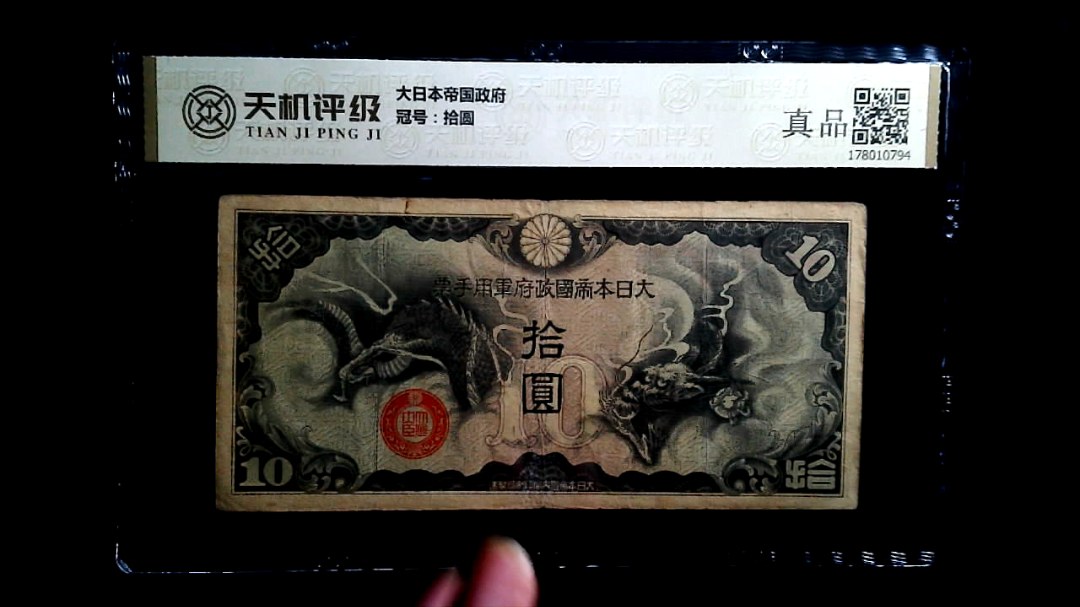 天机评级
TIAN JI PING JI
大日本帝国政府
冠号：拾圆
真品
178010794
拾
10
大日本帝國政府軍用手票
拾
圓
10
10
拾